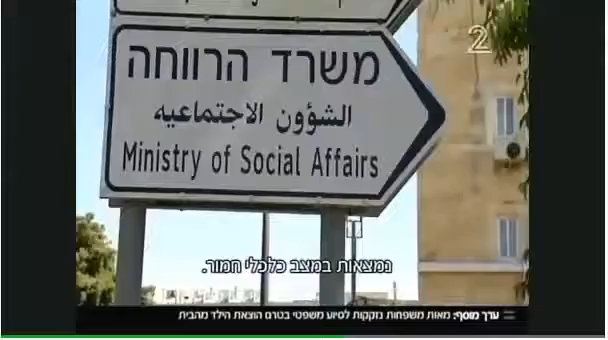 2
משרד הרווחה
الشؤون الاجتماعيه
Ministry of Social Affairs
נמצאות במצב כלכלי חמור.
ערך מוסף: מאות משפחות נזקקות לסיוע משפטי בטרם הוצאת הילד מהבית